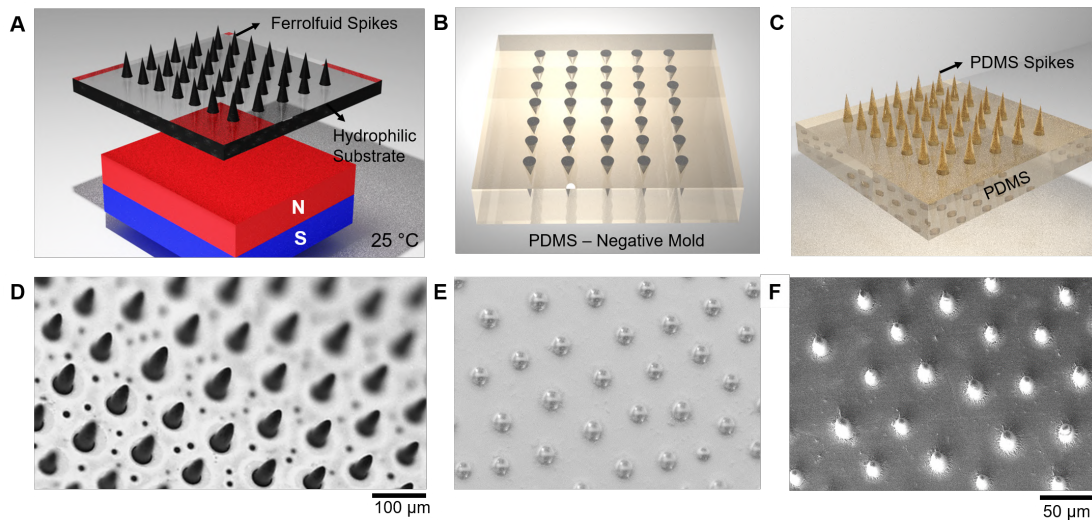 A
Ferrolfuid Spikes
Hydrophilic
Substrate
N
S
25 °C
B
PDMS – Negative Mold
C
PDMS Spikes
PDMS
D
100 µm
E
F
50 µm